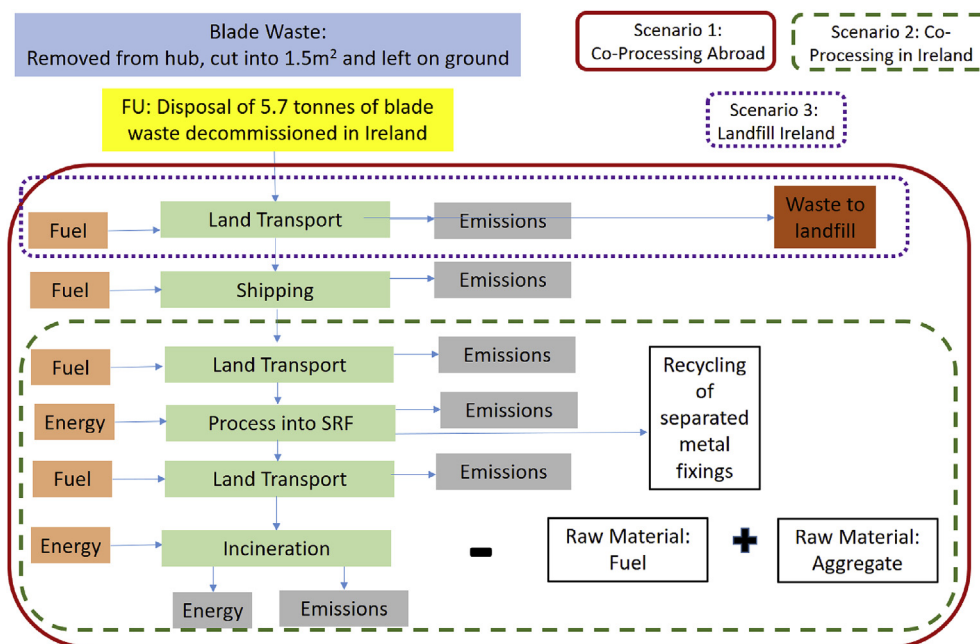 Blade Waste:
Removed from hub, cut into 1.5m² and left on ground
Scenario 1:
Co-Processing Abroad
Scenario 2: Co-
Processing in Ireland
FU: Disposal of 5.7 tonnes of blade
waste decommissioned in Ireland
Scenario 3:
Landfill Ireland
Fuel
Land Transport
Emissions
Waste to
landfill
Fuel
Shipping
Emissions
Fuel
Land Transport
Emissions
Recycling
of
separated
metal
fixings
Energy
Process into SRF
Emissions
Fuel
Land Transport
Emissions
Energy
Incineration
-
Raw Material:
Fuel
+
Raw Material:
Aggregate
Energy
Emissions